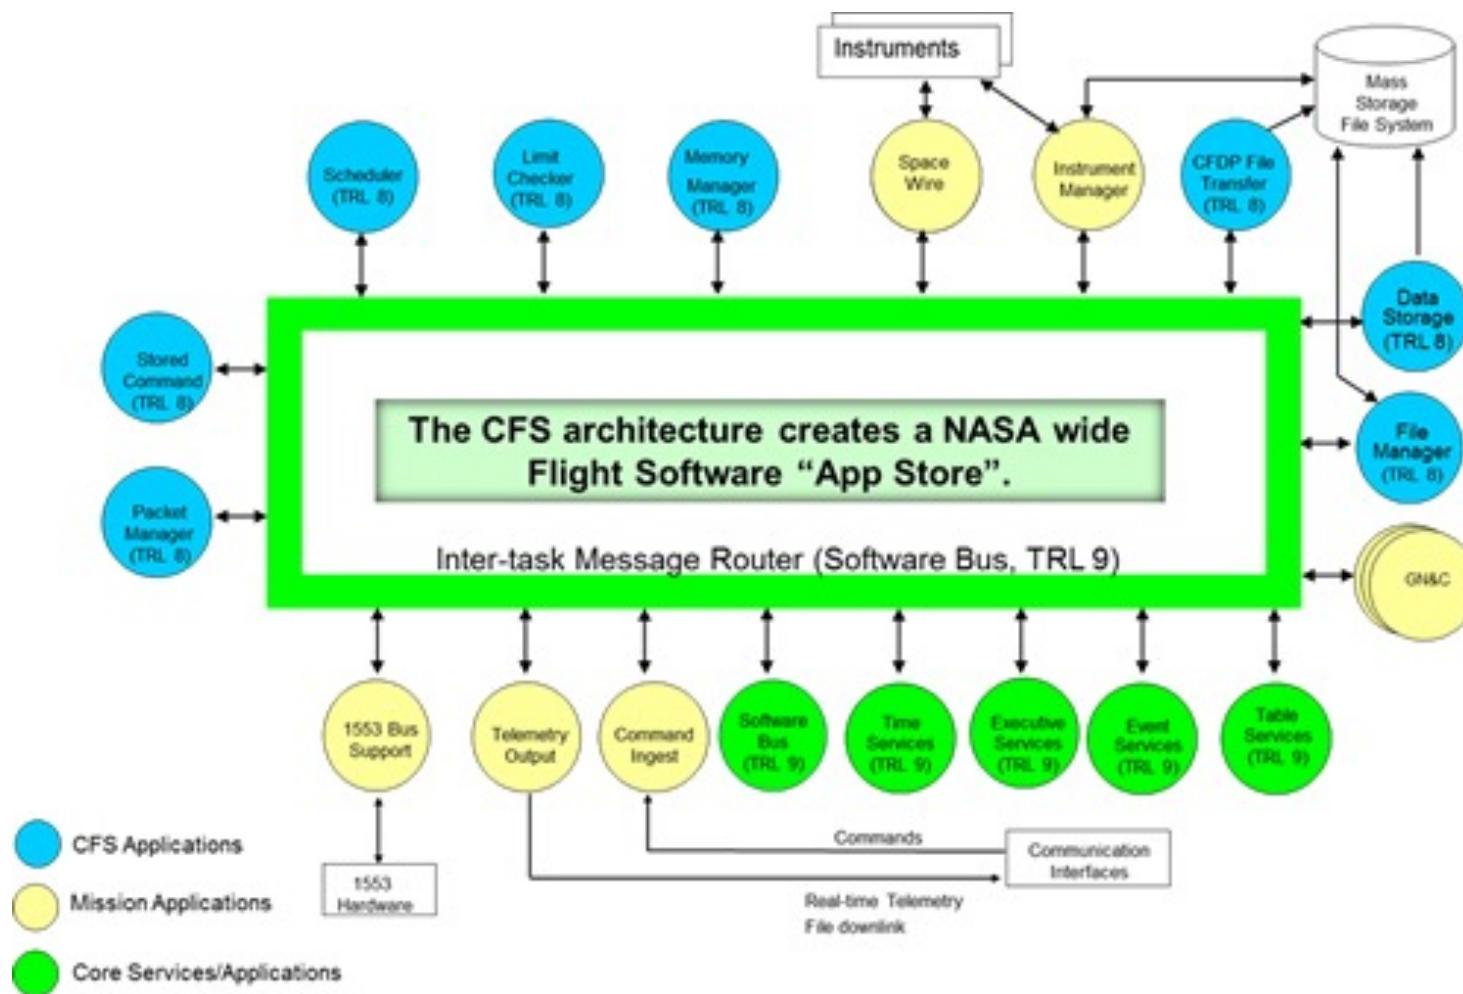 Instruments
Mass
Storage
File System
Scheduler
(TRL 8)
Limit
Checker
(TRL 8)
Memory
Manager
(TRL 8)
Space
Wire
Instrument
Manager
CFDP File
Transfer
(TRL 8)
Data
Storage
(TRL 8)
Stored
Command
(TRL 8)
The CFS architecture creates a NASA wide
Flight Software “App Store”.
File
Manager
(TRL 8)
Packet
Manager
(TRL 8)
Inter-task Message Router (Software Bus, TRL 9)
GN&C
1553 Bus
Support
Telemetry
Output
Command
Ingest
Software
Bus
(TRL 9)
Time
Services
(TRL 9)
Executive
Services
(TRL 9)
Event
Services
(TRL 9)
Table
Services
(TRL 9)
CFS Applications
Commands
Communication
Interfaces
1553
Hardware
Real-time Telemetry
File downlink
Mission Applications
Core Services/Applications